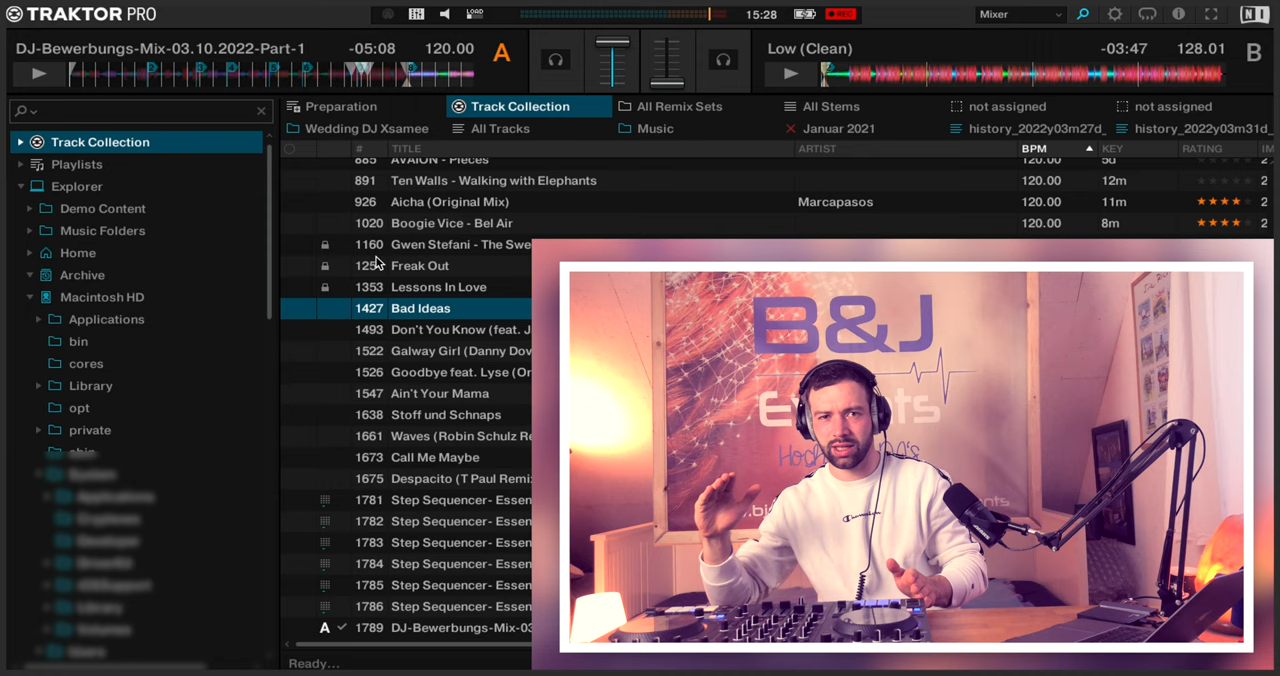 TRAKTOR PRO
LOAD
15:28
REC
Mixer
DJ-Bewerbungs-Mix-03.10.2022-Part-1
-05:08
120.00
A
Low (Clean)
-03:47
128.01
B
Preparation
Track Collection
All Remix Sets
All Stems
not assigned
not assigned
Wedding DJ Xsamee
All Tracks
Music
Januar 2021
history_2022y03m27d_
history_2022y03m31d_
# TITLE ARTIST BPM KEY RATING IM
Track Collection
Playlists
Explorer
Demo Content
Music Folders
Home
Archive
Macintosh HD
Applications
bin
cores
Library
opt
private
885 AVAION - Pieces 120.00 5d 2
891 Ten Walls - Walking with Elephants 120.00 12m 2
926 Aicha (Original Mix) Marcapasos 120.00 11m 2
1020 Boogie Vice - Bel Air 120.00 8m 2
1160 Gwen Stefani - The Swe
Freak Out
1353 Lessons In Love
1427 Bad Ideas
1493 Don't You Know (feat. J
1522 Galway Girl (Danny Dov
1526 Goodbye feat. Lyse (Or
1547 Ain't Your Mama
1638 Stoff und Schnaps
1661 Waves (Robin Schulz Re
1673 Call Me Maybe
1675 Despacito (T Paul Remi
1781 Step Sequencer- Essen
1782 Step Sequencer- Essen
1783 Step Sequencer- Essen
1784 Step Sequencer- Essen
1785 Step Sequencer- Essen
1786 Step Sequencer- Essen
A 1789 DJ-Bewerbungs-Mix-03
Ready...
B&J
Champion